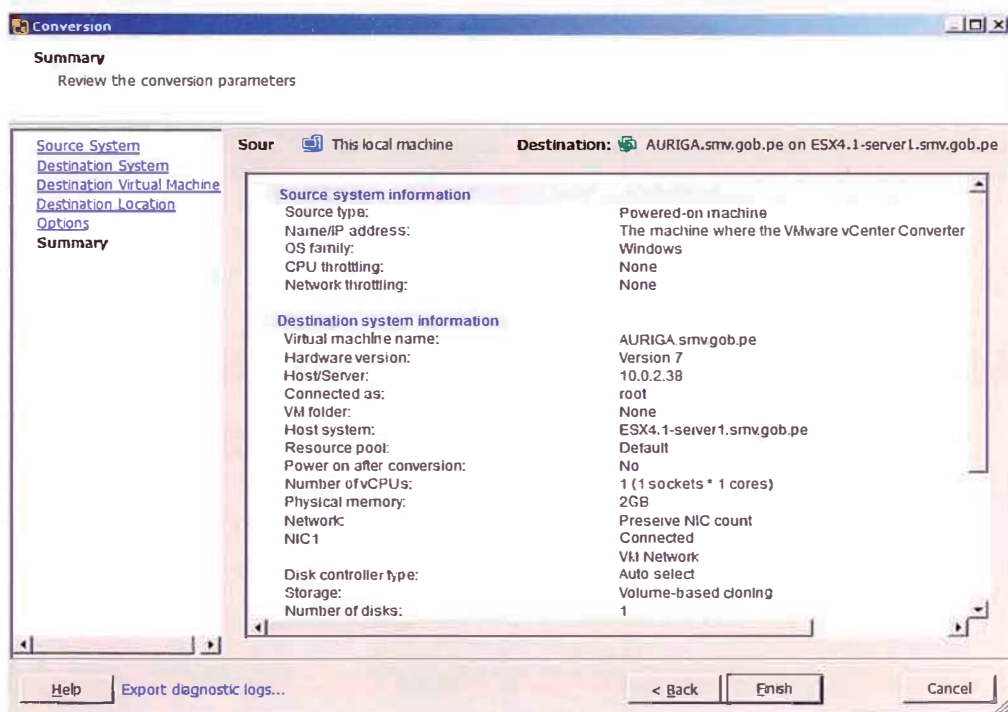 Conversion
Summary
Review the conversion parameters
Source System
Destination System
Destination Virtual Machine
Destination Location
Options
Summary
Sour This local machine Destination: AURIGA.smv.gob.pe on ESX4.1-server1.smv.gob.pe
Source system information
Source type: Powered-on machine
Name/IP address: The machine where the VMware vCenter Converter
OS family: Windows
CPU throttling: None
Network throttling: None
Destination system information
Virtual machine name: AURIGA.smv.gob.pe
Hardware version: Version 7
Host/Server: 10.0.2.38
Connected as: root
VM folder: None
Host system: ESX4.1-server1.smv.gob.pe
Resource pool: Default
Power on after conversion: No
Number of vCPUs: 1 (1 sockets * 1 cores)
Physical memory: 2GB
Network: Preserve NIC count
NIC1 Connected
VM Network
Disk controller type: Auto select
Storage: Volume-based cloning
Number of disks: 1
Help Export diagnostic logs... < Back Finish Cancel